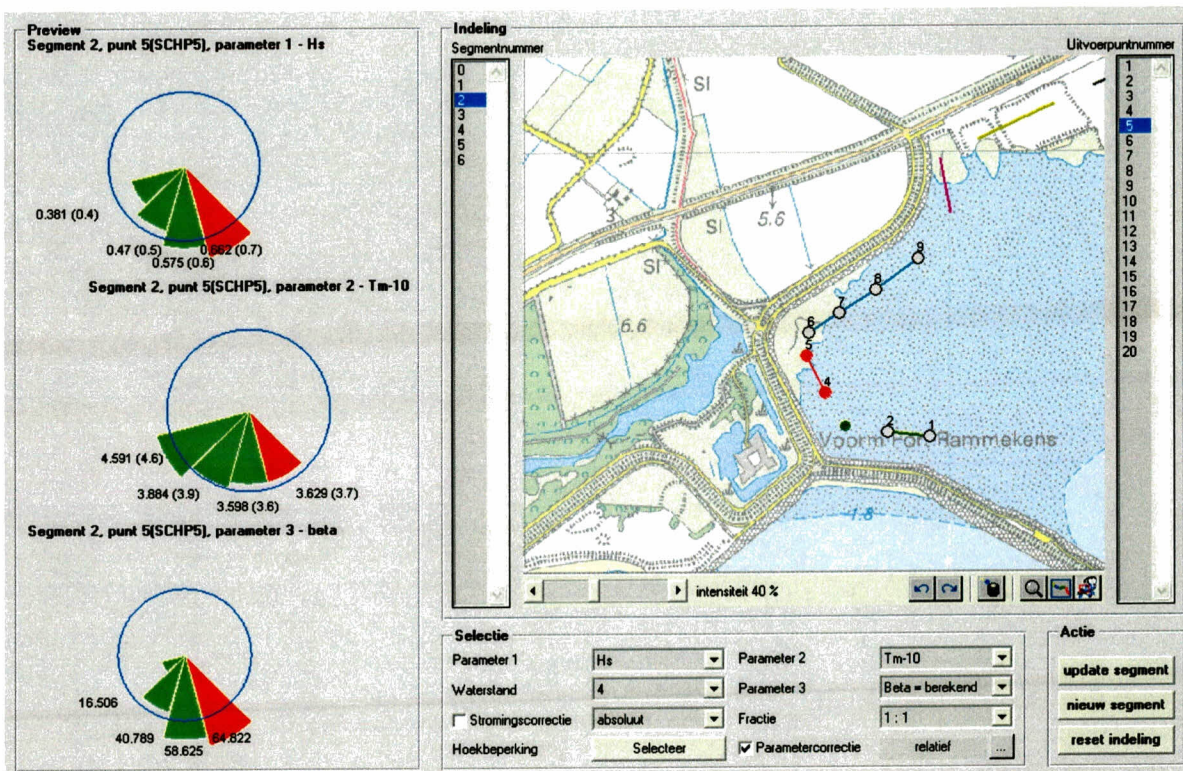 Preview
Segment 2, punt 5(SCHP5), parameter 1 - Hs
0.381 (0.4)
0.47 (0.5)
0.662 (0.7)
0.575 (0.6)
Segment 2, punt 5(SCHP5), parameter 2 - Tm-10
4.591 (4.6)
3.884 (3.9)
3.629 (3.7)
3.598 (3.6)
Segment 2, punt 5(SCHP5), parameter 3 - beta
16.506
40.789
64.822
58.625
Indeling
Segmentnummer
0
1
2
3
4
5
6
Uitvoerpuntnummer
1
2
3
4
5
6
7
8
9
10
11
12
13
14
15
16
17
18
19
20
SI
3
SI
5.6
SI
6.6
9
8
7
6
5
4
2
1
Voorm Fort Rammekens
1.8
intensiteit 40 %
Selectie
Parameter 1 Hs Parameter 2 Tm-10
Waterstand 4 Parameter 3 Beta = berekend
Stromingscorrectie absoluut Fractie 1 : 1
Hoekbeperking Selecteer Parametercorrectie relatief ...
Actie
update segment
nieuw segment
reset indeling